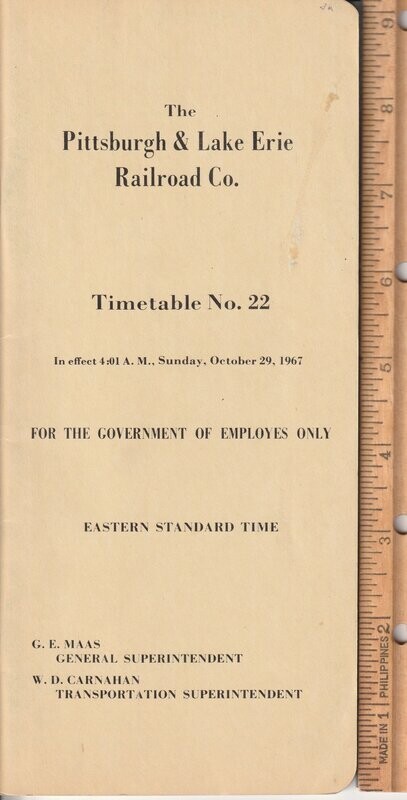 The
Pittsburgh & Lake Erie
Railroad Co.
Timetable No. 22
In effect 4:01 A. M., Sunday, October 29, 1967
FOR THE GOVERNMENT OF EMPLOYES ONLY
EASTERN STANDARD TIME
G. E. MAAS
GENERAL SUPERINTENDENT
W. D. CARNAHAN
TRANSPORTATION SUPERINTENDENT
9
8
7
6
5
4
3
2
1
MADE IN PHILIPPINES